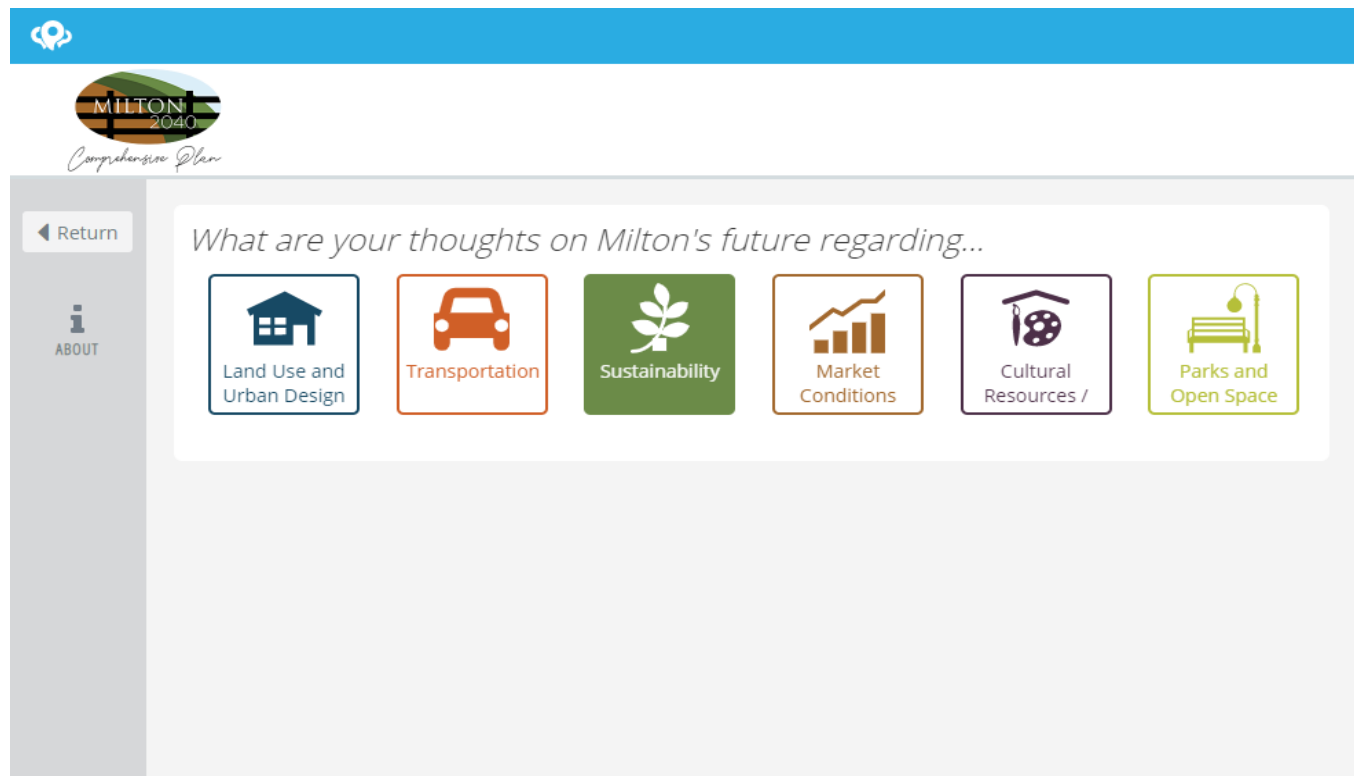 MILTON
2040
Comprehensive Plan
Return
ABOUT
What are your thoughts on Milton's future regarding...
Land Use and
Urban Design
Transportation
Sustainability
Market
Conditions
Cultural
Resources /
Parks and
Open Space